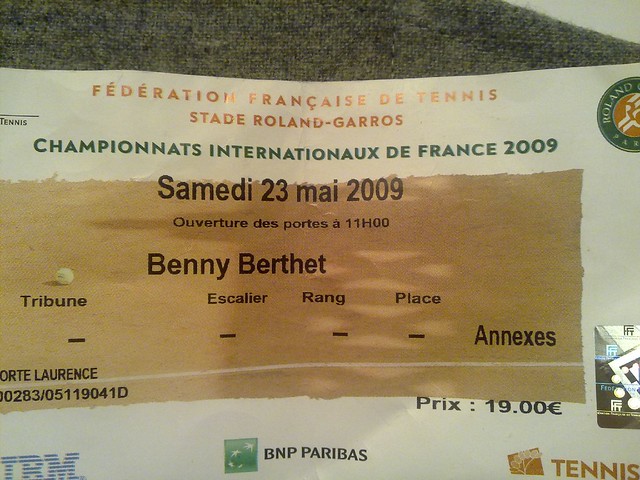 FÉDÉRATION FRANÇAISE DE TENNIS
STADE ROLAND-GARROS
TENNIS
ROLAND
CHAMPIONNATS INTERNATIONAUX DE FRANCE 2009
Samedi 23 mai 2009
Ouverture des portes à 11H00
Benny Berthet
Tribune Escalier Rang Place
– – – – Annexes
ORTE LAURENCE
00283/05119041D
Prix : 19.00€
IBM
BNP PARIBAS
TENNIS